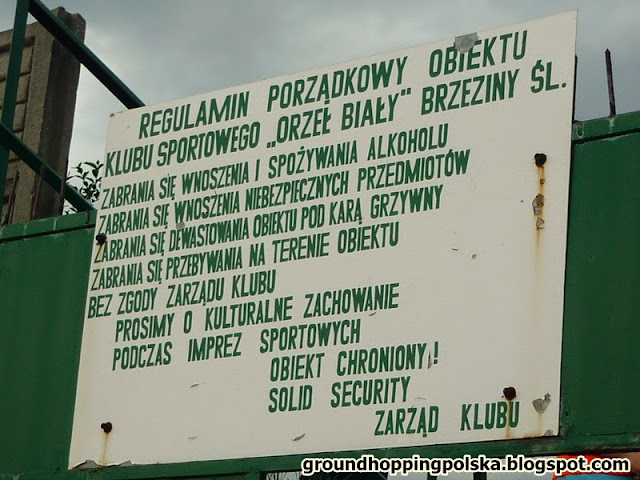 REGULAMIN PORZĄDKOWY OBIEKTU
KLUBU SPORTOWEGO „ORZEŁ BIAŁY" BRZEZINY ŚL.
ZABRANIA SIĘ WNOSZENIA I SPOŻYWANIA ALKOHOLU
ZABRANIA SIĘ WNOSZENIA NIEBEZPIECZNYCH PRZEDMIOTÓW
ZABRANIA SIĘ DEWASTOWANIA OBIEKTU POD KARĄ GRZYWNY
ZABRANIA SIĘ PRZEBYWANIA NA TERENIE OBIEKTU
BEZ ZGODY ZARZĄDU KLUBU
PROSIMY O KULTURALNE ZACHOWANIE
PODCZAS IMPREZ SPORTOWYCH
OBIEKT CHRONIONY!
SOLID SECURITY
ZARZĄD KLUBU
groundhoppingpolska.blogspot.com